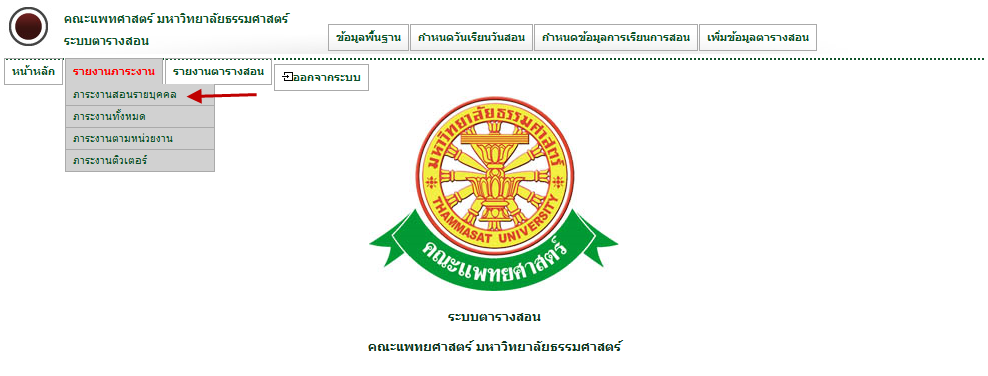 คณะแพทศาสตร์ มหาวิทยาลัยธรรมศาสตร์
ระบบตารางสอน
ข้อมูลพื้นฐาน กำหนดวันเรียนวันสอน กำหนดข้อมูลการเรียนการสอน เพิ่มข้อมูลตารางสอน
หน้าหลัก รายงานภาระงาน รายงานตารางสอน ออกจากระบบ
ภาระงานสอนรายบุคคล
ภาระงานทั้งหมด
ภาระงานตามหน่วยงาน
ภาระงานติวเตอร์
มหาวิทยาลัยธรรมศาสตร์
THAMMASAT UNIVERSITY
คณะแพทยศาสตร์
ระบบตารางสอน
คณะแพทยศาสตร์ มหาวิทยาลัยธรรมศาสตร์